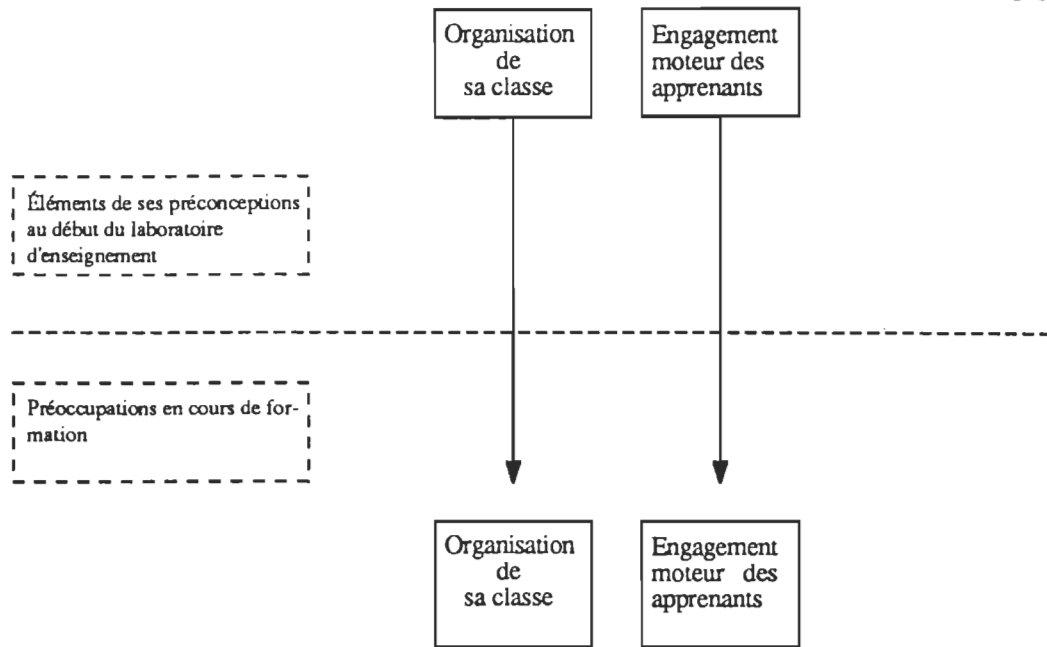 Organisation
de
sa classe
Engagement
moteur des
apprenants
Éléments de ses préconceptions
au début du laboratoire
d'enseignement
Préoccupations en cours de for-
mation
Organisation
de
sa classe
Engagement
moteur des
apprenants